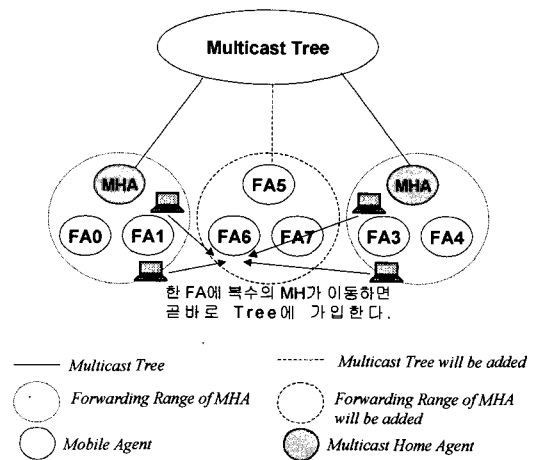 Multicast Tree
MHA
FA0
FA1
FA5
FA6
FA7
MHA
FA3
FA4
한 FA에 복수의 MH가 이동하면
곧바로 Tree에 가입한다.
Multicast Tree
Multicast Tree will be added
Forwarding Range of MHA
Forwarding Range of MHA
will be added
Mobile Agent
Multicast Home Agent